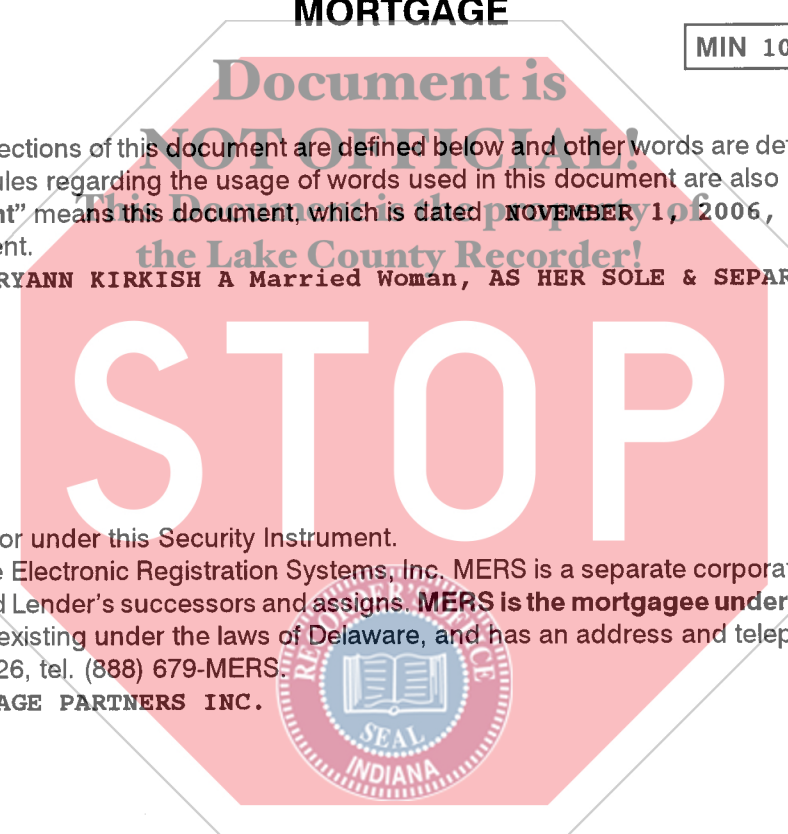 MORTGAGE
MIN 10
Document is
NOT OFFICIAL!
ections of this document are defined below and other words are def
ules regarding the usage of words used in this document are also
This Document is the property of
nt” means this document, which is dated NOVEMBER 1, 2006,
ent.
the Lake County Recorder!
RYANN KIRKISH A Married Woman, AS HER SOLE & SEPAR
STOP
or under this Security Instrument.
e Electronic Registration Systems, Inc. MERS is a separate corporat
d Lender's successors and assigns. MERS is the mortgagee under
existing under the laws of Delaware, and has an address and telep
26, tel. (888) 679-MERS.
AGE PARTNERS INC.
RECORDER'S OFFICE
SEAL
INDIANA